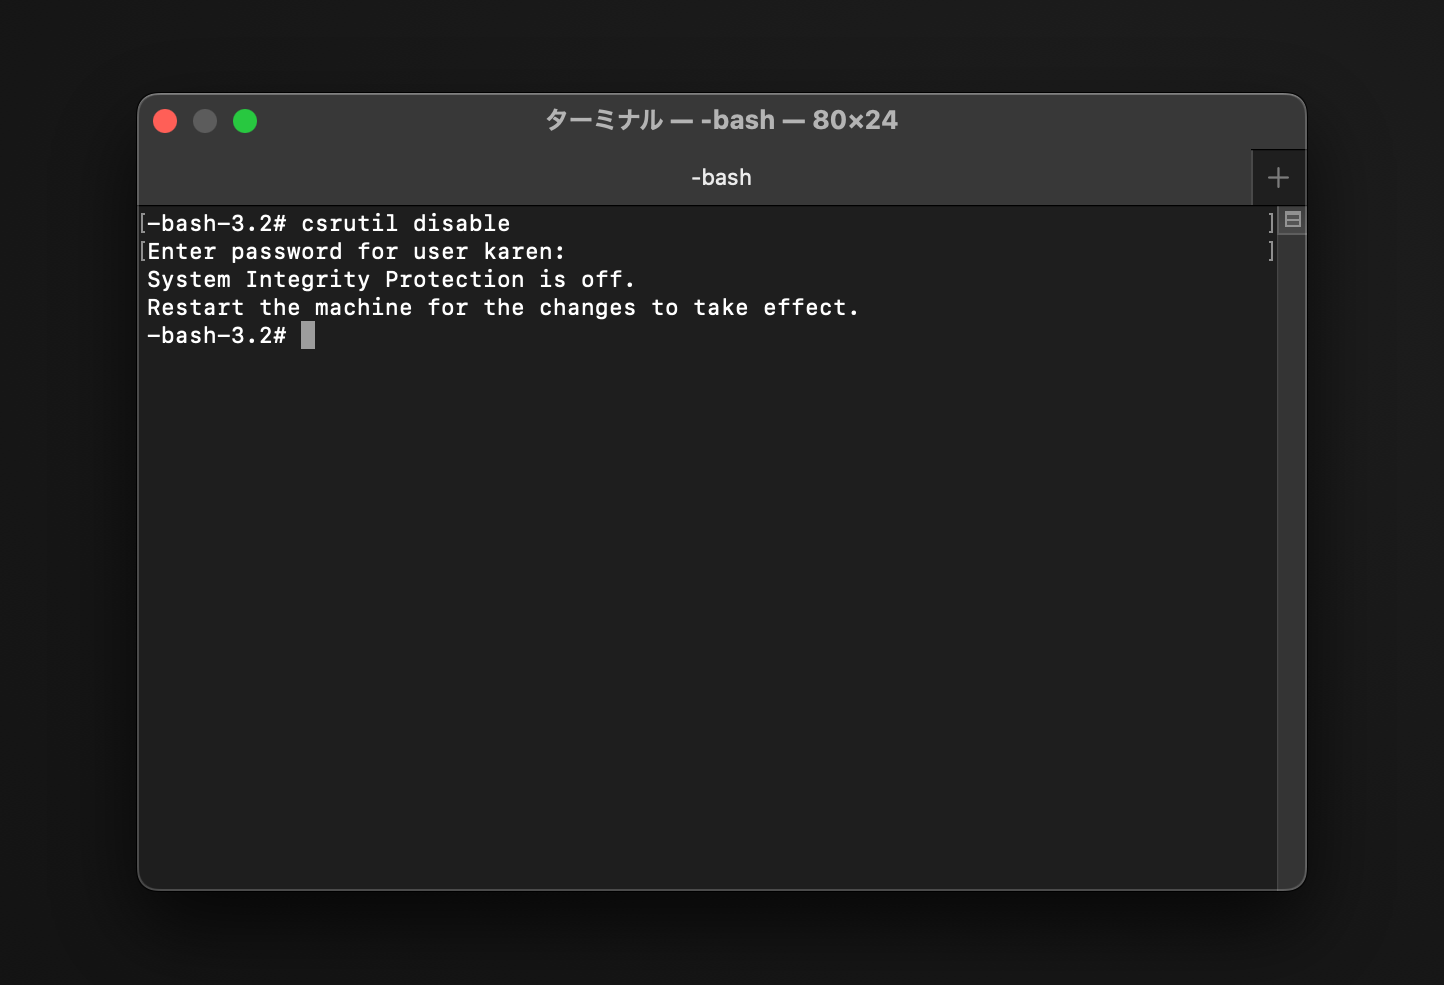 ターミナル — -bash — 80×24
-bash
[-bash-3.2# csrutil disable ]
[Enter password for user karen: ]
System Integrity Protection is off.
Restart the machine for the changes to take effect.
-bash-3.2#